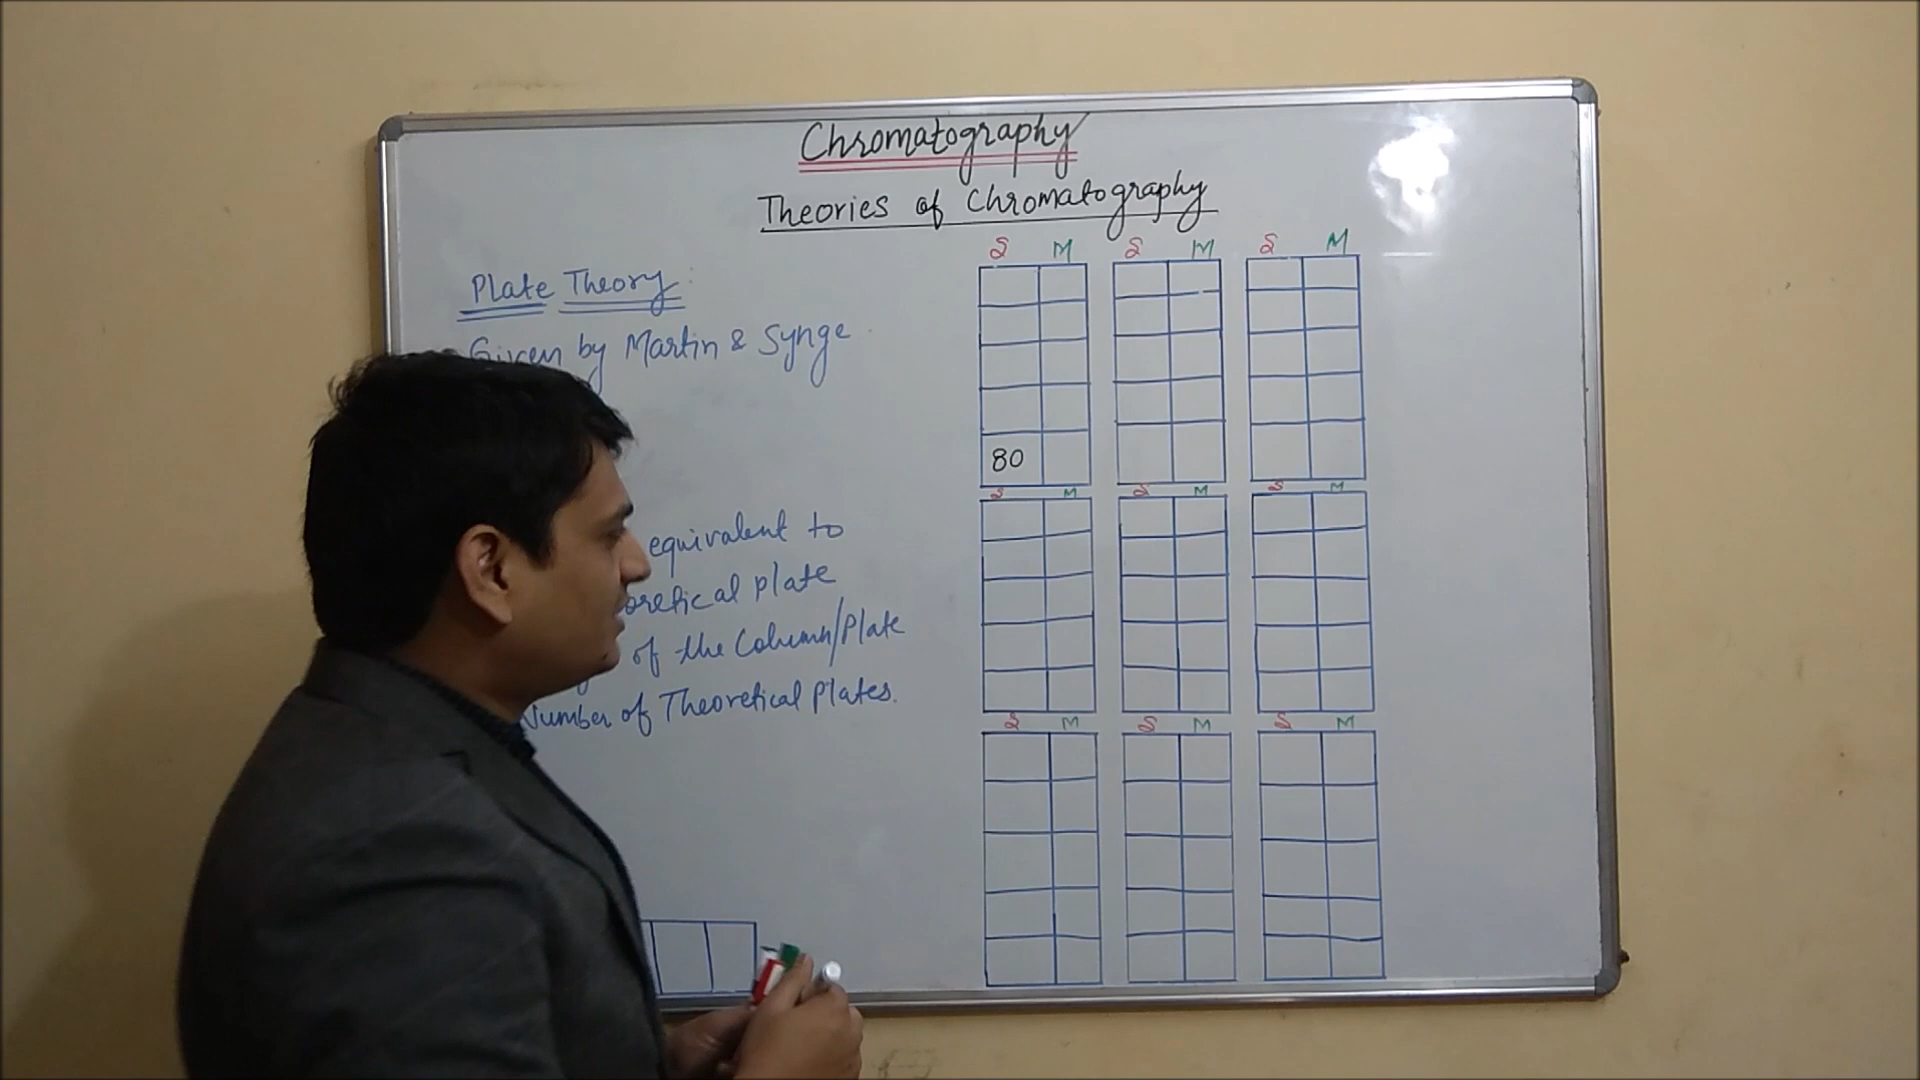 Chromatography
Theories of Chromatography
Plate Theory:
Given by Martin & Synge
equivalent to
plate
of the Column/Plate
Number of Theoretical Plates.
S M S M S M
80
S M S M S M
S M S M S M